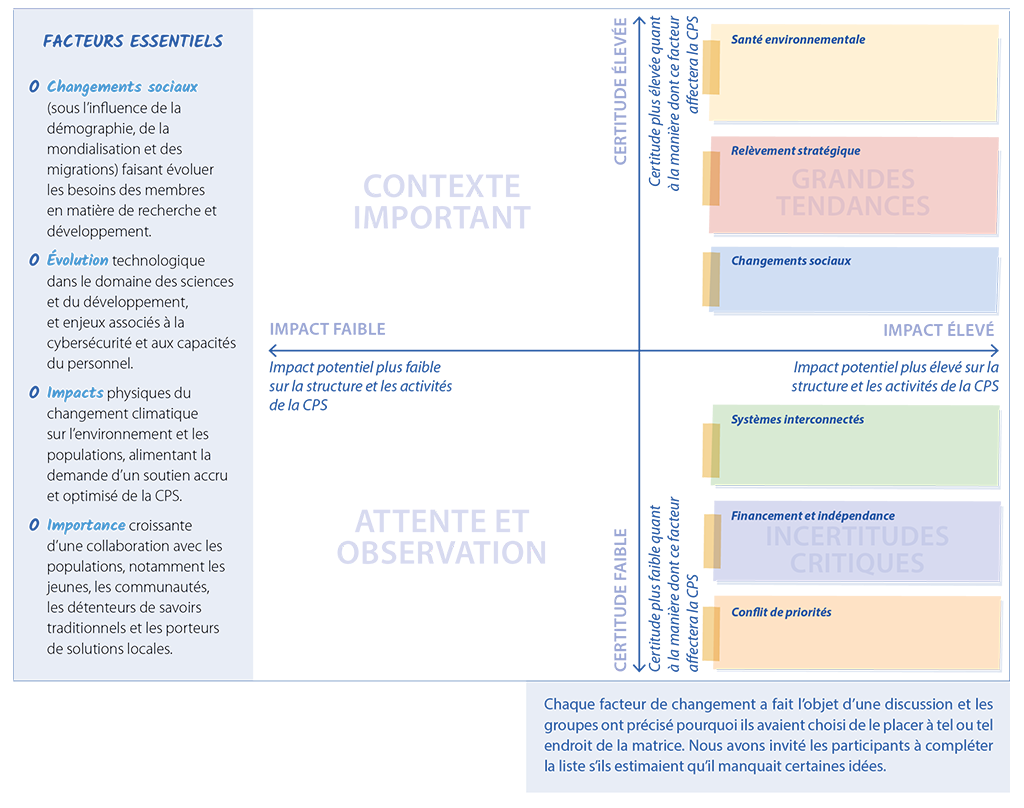 FACTEURS ESSENTIELS
O Changements sociaux
(sous l'influence de la
démographie, de la
mondialisation et des
migrations) faisant évoluer
les besoins des membres
en matière de recherche et
développement.
O Évolution technologique
dans le domaine des sciences
et du développement,
et enjeux associés à la
cybersécurité et aux capacités
du personnel.
O Impacts physiques du
changement climatique
sur l'environnement et les
populations, alimentant la
demande d'un soutien accru
et optimisé de la CPS.
O Importance croissante
d'une collaboration avec les
populations, notamment les
jeunes, les communautés,
les détenteurs de savoirs
traditionnels et les porteurs
de solutions locales.
CONTEXTE
IMPORTANT
CERTITUDE ÉLEVÉE
Certitude plus élevée quant
à la manière dont ce facteur
affectera la CPS
Santé environnementale
Relèvement stratégique
GRANDES
TENDANCES
Changements sociaux
IMPACT FAIBLE
IMPACT ÉLEVÉ
Impact potentiel plus faible
sur la structure et les activités
de la CPS
Impact potentiel plus élevé sur la
structure et les activités de la CPS
ATTENTE ET
OBSERVATION
CERTITUDE FAIBLE
Certitude plus faible quant
à la manière dont ce facteur
affectera la CPS
Systèmes interconnectés
Financement et indépendance
INCERTITUDES
CRITIQUES
Conflit de priorités
Chaque facteur de changement a fait l'objet d'une discussion et les
groupes ont précisé pourquoi ils avaient choisi de le placer à tel ou tel
endroit de la matrice. Nous avons invité les participants à compléter
la liste s'ils estimaient qu'il manquait certaines idées.